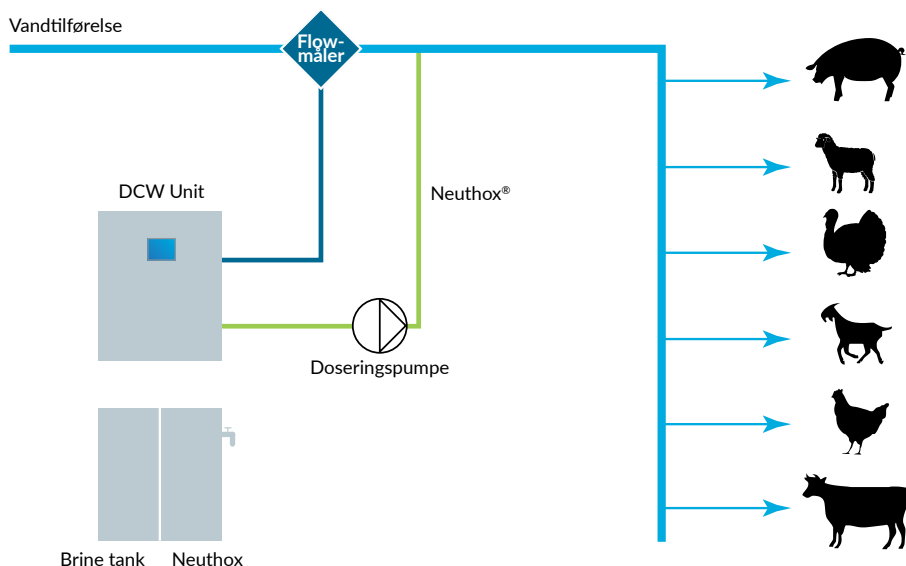 Vandtilførelse
Flow-
måler
DCW Unit
Neuthox®
Doseringspumpe
Brine tank Neuthox